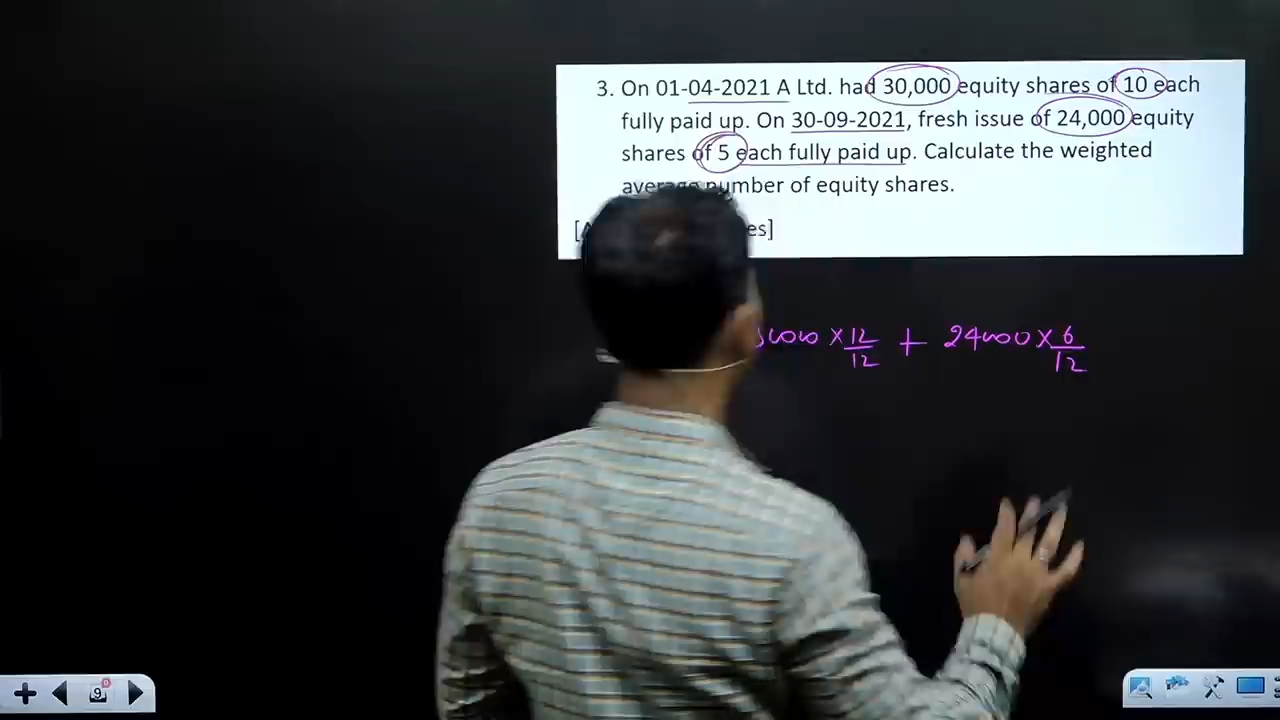 3. On 01-04-2021 A Ltd. had 30,000 equity shares of 10 each
fully paid up. On 30-09-2021, fresh issue of 24,000 equity
shares of 5 each fully paid up. Calculate the weighted
average number of equity shares.
es]
12/12 + 24000 × 6/12
9